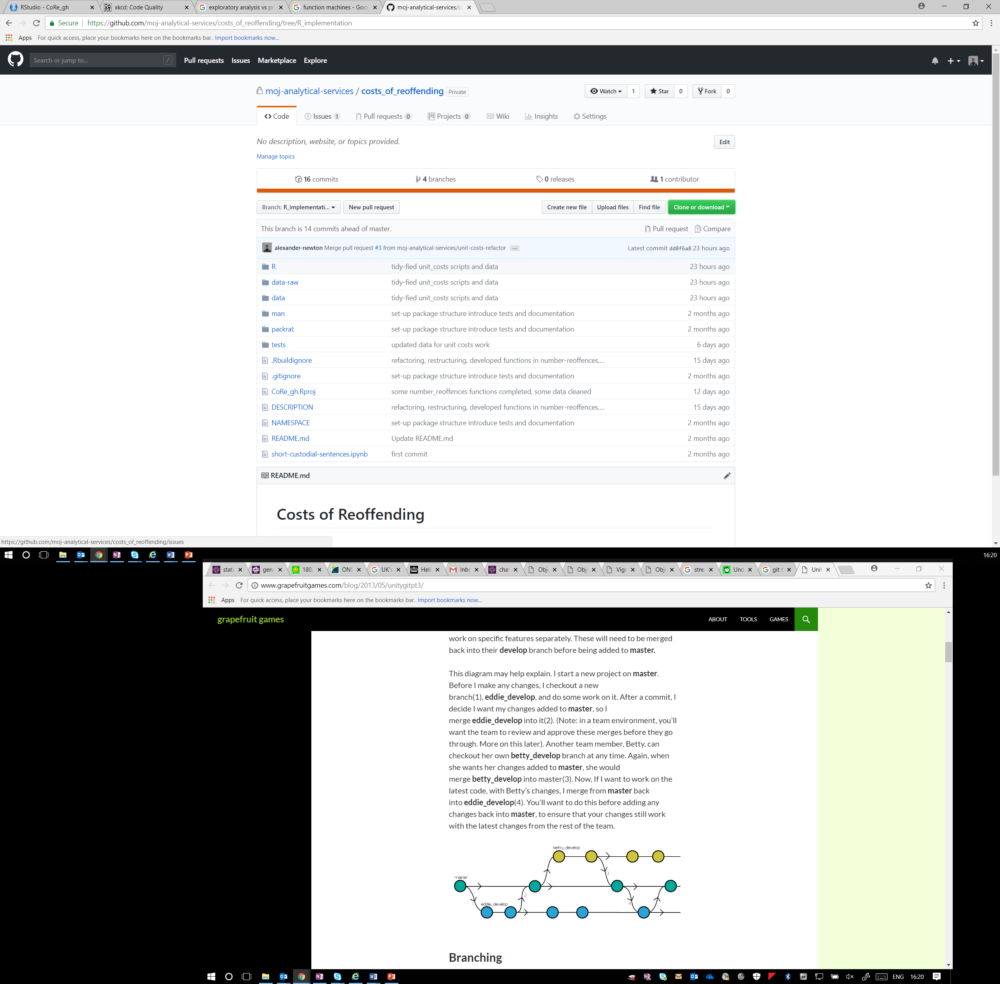 RStudio - CoRe_gh
xkcd: Code Quality
exploratory analysis vs pr
function machines - Goo
moj-analytical-services/c
Secure
https://github.com/moj-analytical-services/costs_of_reoffending/tree/R_implementation
Apps For quick access, place your bookmarks here on the bookmarks bar. Import bookmarks now...
Search or jump to... /
Pull requests Issues Marketplace Explore
moj-analytical-services / costs_of_reoffending Private
Watch 1 Star 0 Fork 0
Code Issues 1 Pull requests 0 Projects 0 Wiki Insights Settings
No description, website, or topics provided.
Edit
Manage topics
16 commits 4 branches 0 releases 1 contributor
Branch: R_implementati... New pull request Create new file Upload files Find file Clone or download
This branch is 14 commits ahead of master. Pull request Compare
alexander-newton Merge pull request #3 from moj-analytical-services/unit-costs-refactor ... Latest commit dd8f6a8 23 hours ago
R tidy-fied unit_costs scripts and data 23 hours ago
data-raw tidy-fied unit_costs scripts and data 23 hours ago
data tidy-fied unit_costs scripts and data 23 hours ago
man set-up package structure introduce tests and documentation 2 months ago
packrat set-up package structure introduce tests and documentation 2 months ago
tests updated data for unit costs work 6 days ago
.Rbuildignore refactoring, restructuring, developed functions in number-reoffences,... 15 days ago
.gitignore set-up package structure introduce tests and documentation 2 months ago
CoRe_gh.Rproj some number_reoffences functions completed, some data cleaned 12 days ago
DESCRIPTION refactoring, restructuring, developed functions in number-reoffences,... 15 days ago
NAMESPACE set-up package structure introduce tests and documentation 2 months ago
README.md Update README.md 2 months ago
short-custodial-sentences.ipynb first commit 2 months ago
README.md
Costs of Reoffending
https://github.com/moj-analytical-services/costs_of_reoffending/issues
16:20
stati gene 180: ONS UK's Hell Inbc chat Obje Obje Vign Obje stre Und git t Unit
www.grapefruitgames.com/blog/2013/05/unitygitpt3/
Apps For quick access, place your bookmarks here on the bookmarks bar. Import bookmarks now...
grapefruit games ABOUT TOOLS GAMES
work on specific features separately. These will need to be merged
back into their develop branch before being added to master.
This diagram may help explain. I start a new project on master.
Before I make any changes, I checkout a new
branch(1), eddie_develop, and do some work on it. After a commit, I
decide I want my changes added to master, so I
merge eddie_develop into it(2). (Note: in a team environment, you'll
want the team to review and approve these merges before they go
through. More on this later). Another team member, Betty, can
checkout her own betty_develop branch at any time. Again, when
she wants her changes added to master, she would
merge betty_develop into master(3). Now, If I want to work on the
latest code, with Betty's changes, I merge from master back
into eddie_develop(4). You'll want to do this before adding any
changes back into master, to ensure that your changes still work
with the latest changes from the rest of the team.
betty_develop
3
master
2
1
eddie_develop
4
Branching
ENG 16:20